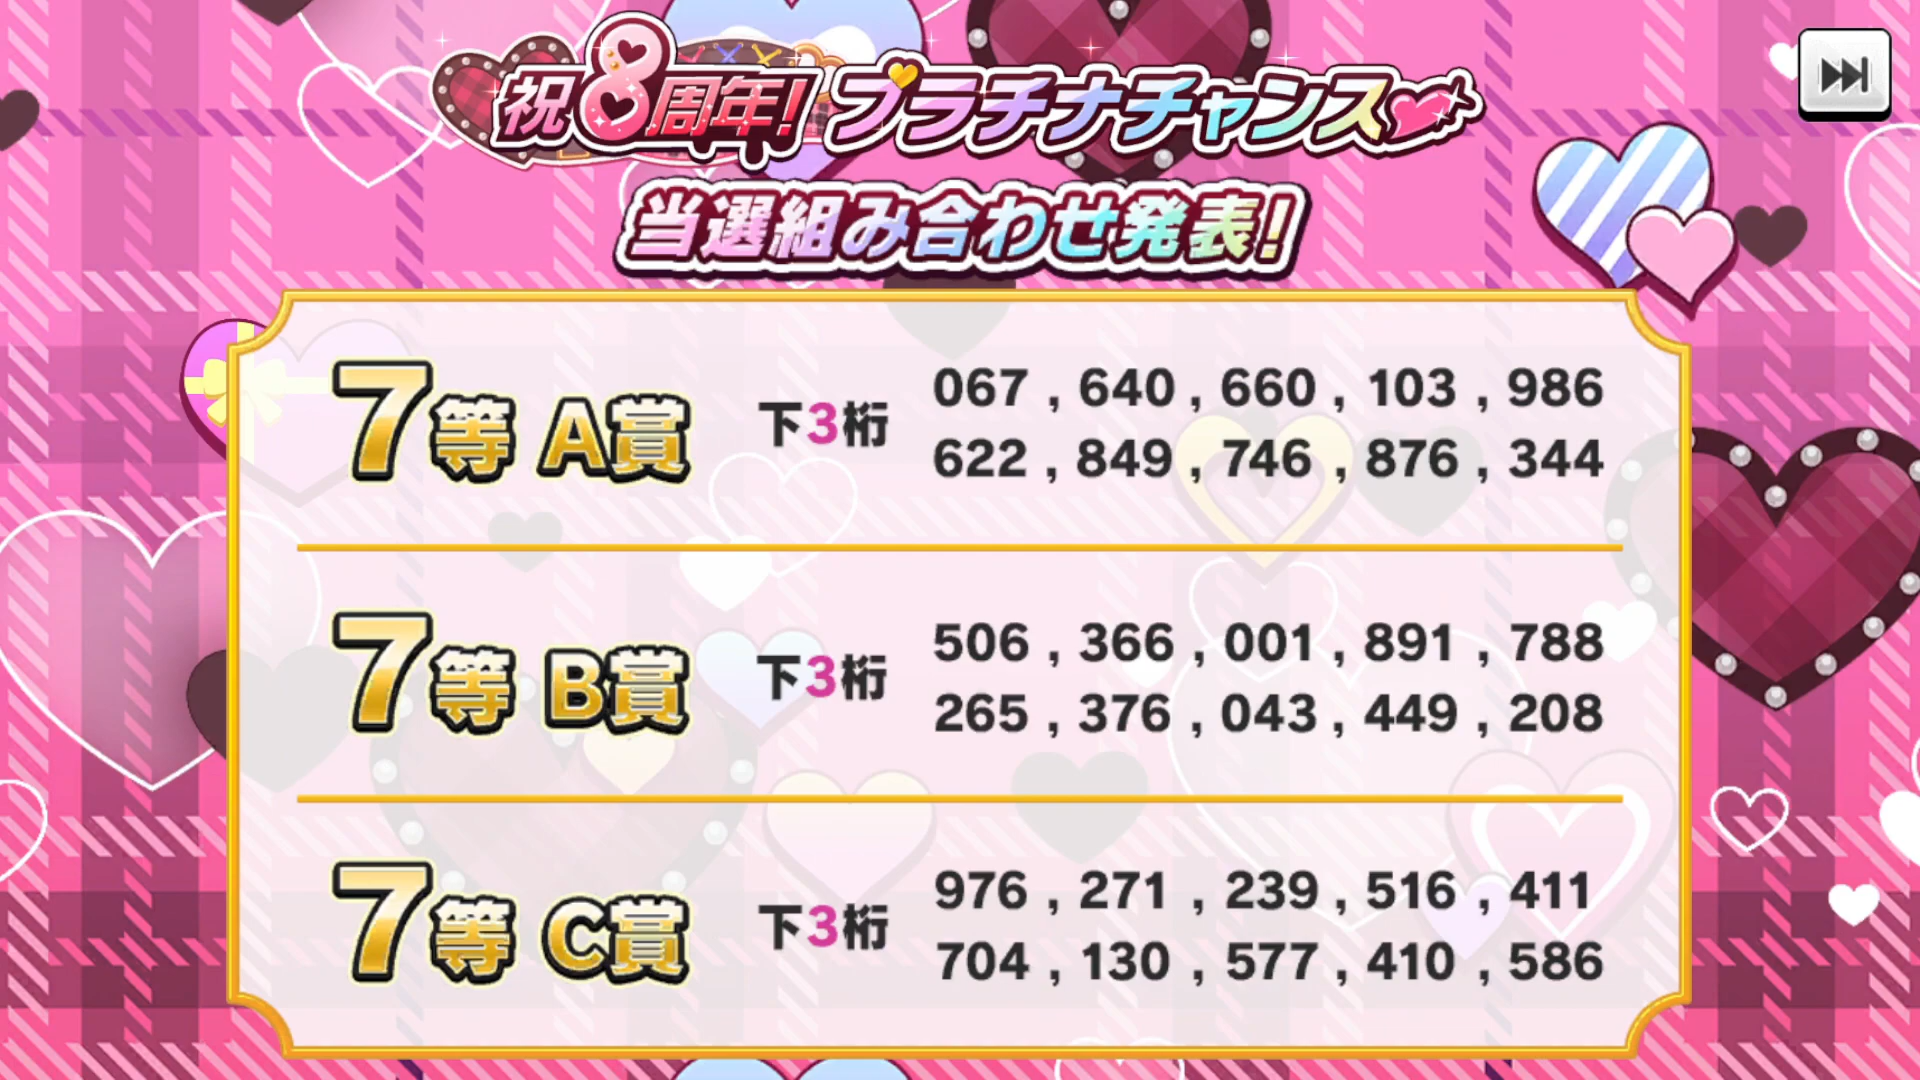 祝8周年!プラチナチャンス
当選組み合わせ発表!
7等 A賞 下3桁
067 , 640 , 660 , 103 , 986
622 , 849 , 746 , 876 , 344
7等 B賞 下3桁
506 , 366 , 001 , 891 , 788
265 , 376 , 043 , 449 , 208
7等 C賞 下3桁
976 , 271 , 239 , 516 , 411
704 , 130 , 577 , 410 , 586